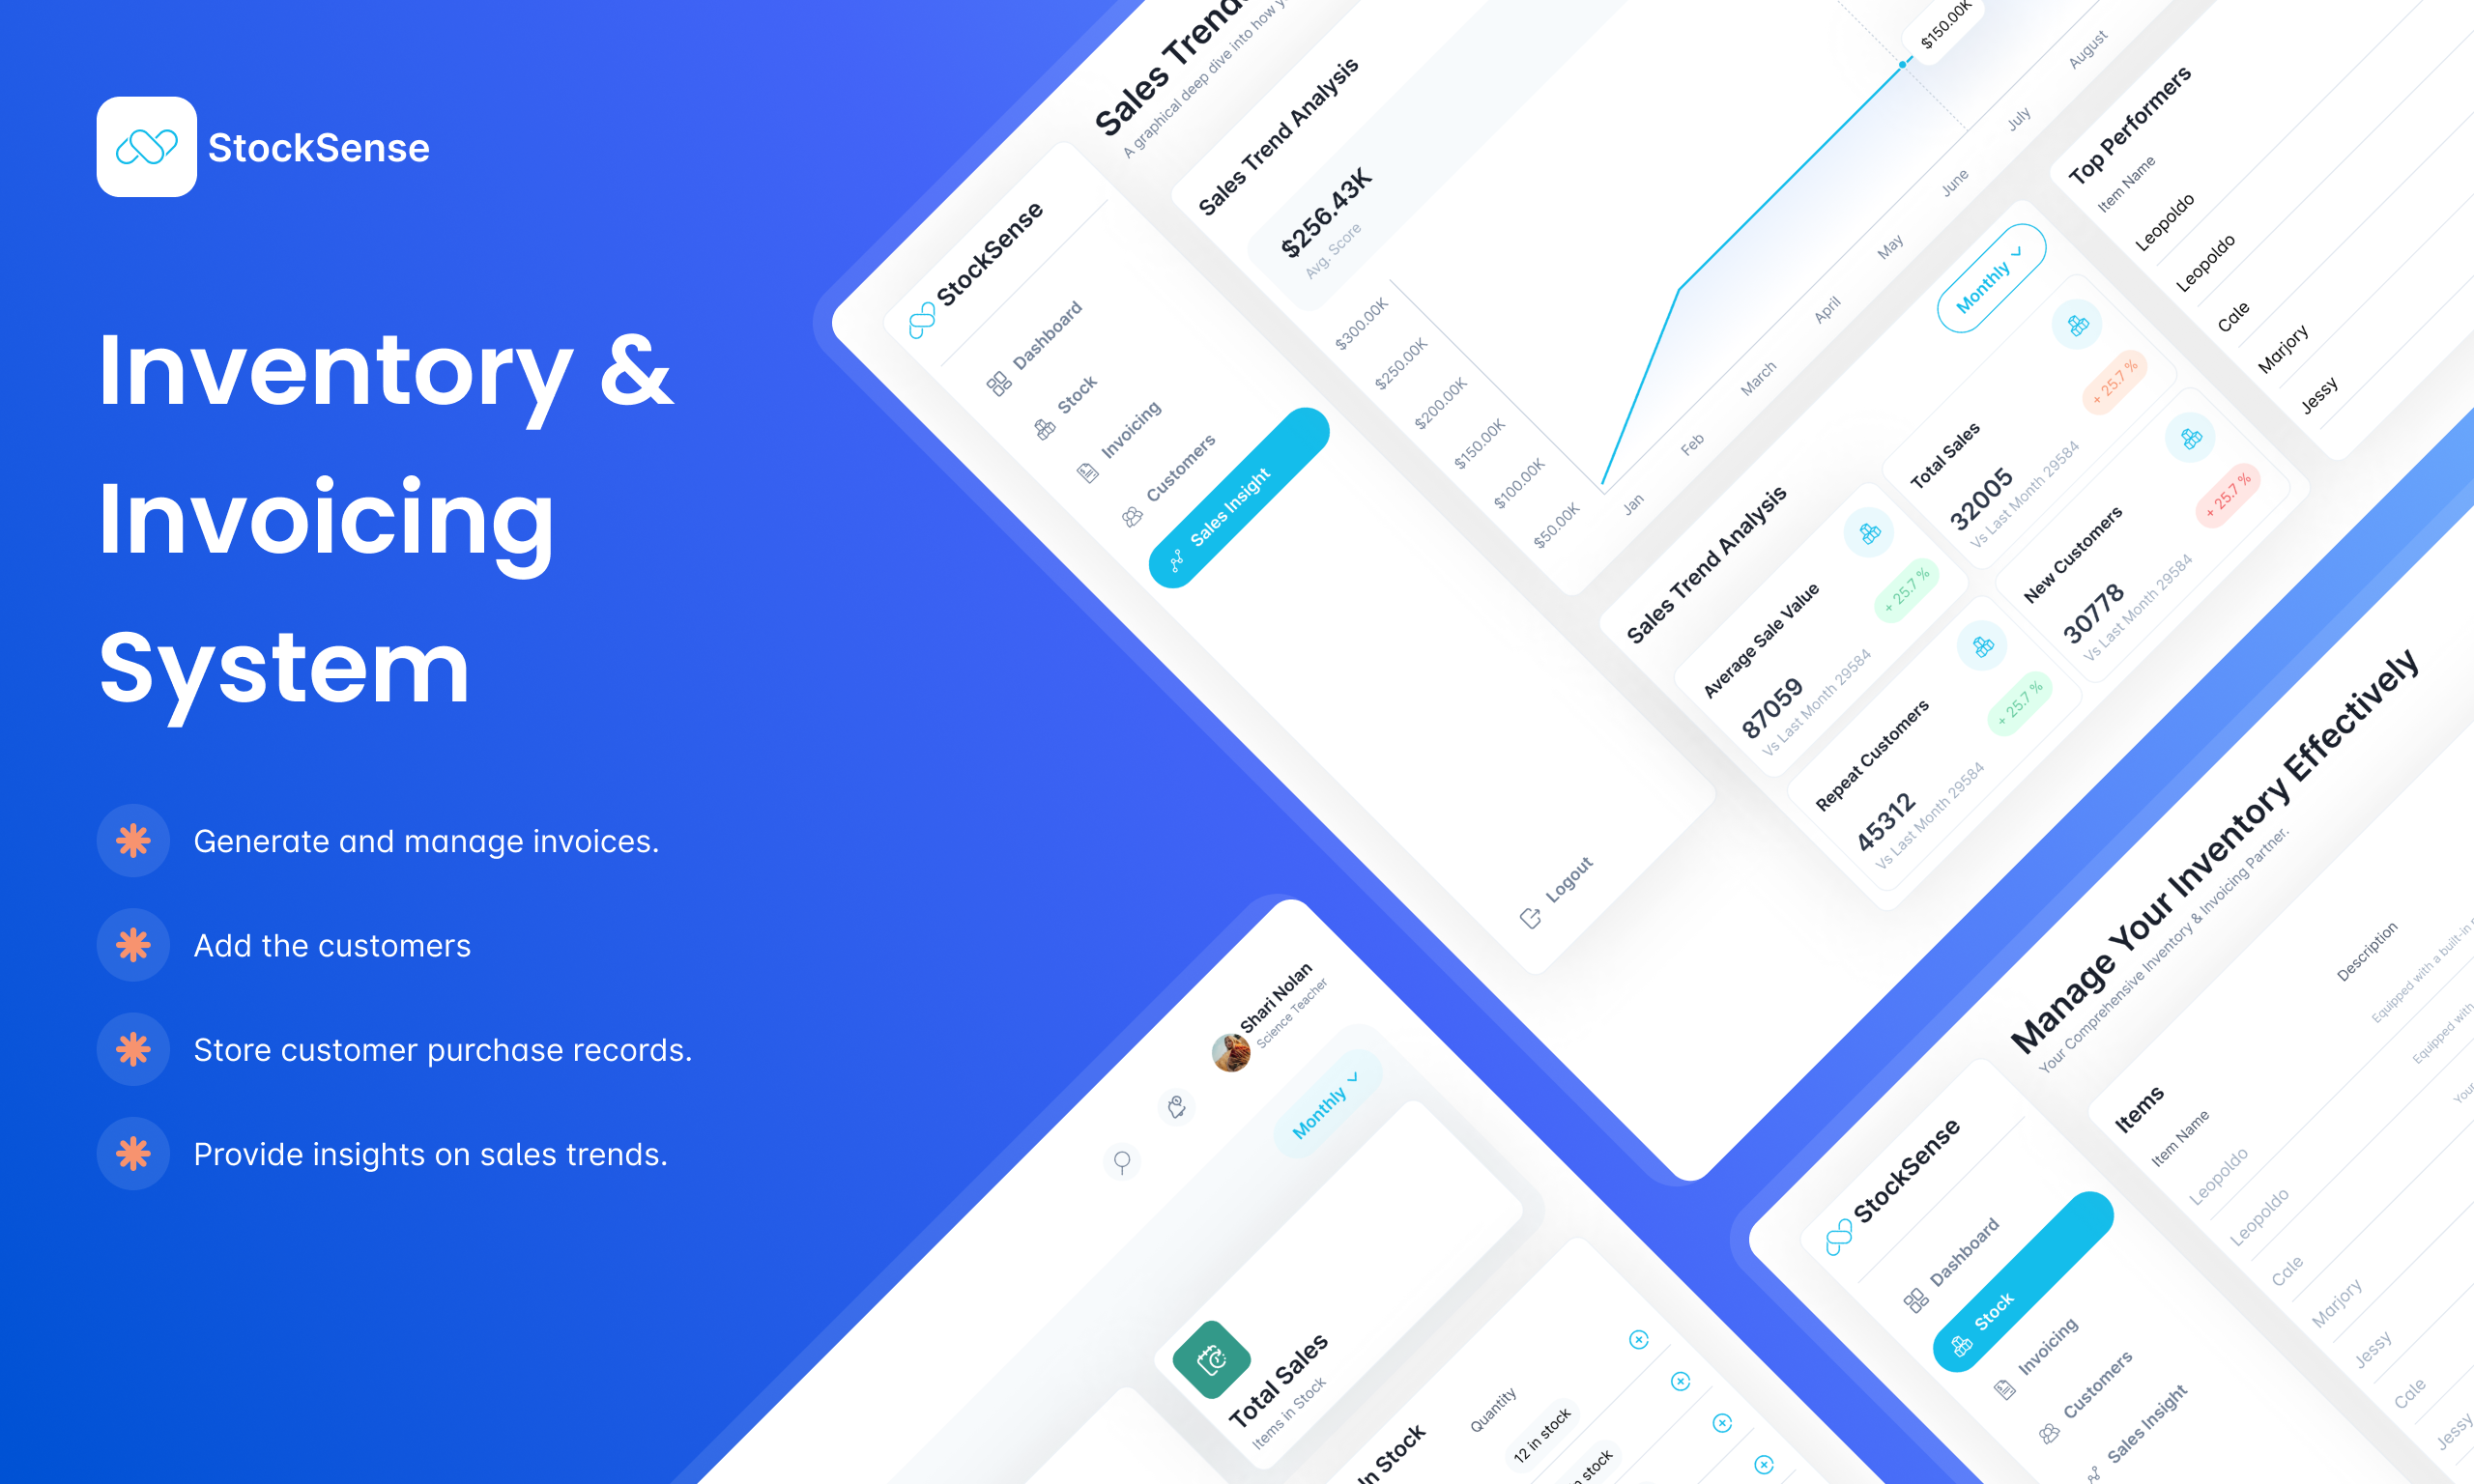 StockSense
Inventory &
Invoicing
System
Generate and manage invoices.
Add the customers
Store customer purchase records.
Provide insights on sales trends.
StockSense
Dashboard
Stock
Invoicing
Customers
Sales Insight
Logout
A graphical deep dive into how
Sales Trend Analysis
$256.43K
Avg. Score
$300.00K
$250.00K
$200.00K
$150.00K
$100.00K
$50.00K
Jan
Feb
March
April
May
June
July
August
$150.00K
Sales Trend Analysis
Monthly
Average Sale Value
87059
Vs Last Month 29584
+ 25.7 %
Total Sales
32005
Vs Last Month 29584
+ 25.7 %
Repeat Customers
45312
Vs Last Month 29584
+ 25.7 %
New Customers
30778
Vs Last Month 29584
+ 25.7 %
Top Performers
Item Name
Leopoldo
Leopoldo
Cale
Marjory
Jessy
Shari Nolan
Science Teacher
Monthly
Total Sales
Items in Stock
In Stock
Quantity
12 in stock
stock
Manage Your Inventory Effectively
Your Comprehensive Inventory & Invoicing Partner.
StockSense
Dashboard
Stock
Invoicing
Customers
Sales Insight
Items
Item Name
Description
Leopoldo
Equipped with a built-in
Leopoldo
Equipped with
Cale
Your
Marjory
Jessy
Cale
Jessy